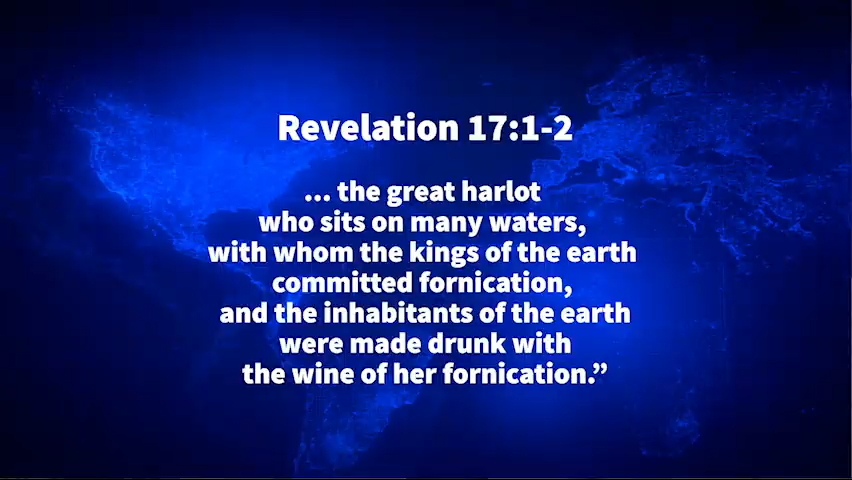 Revelation 17:1-2
... the great harlot
who sits on many waters,
with whom the kings of the earth
committed fornication,
and the inhabitants of the earth
were made drunk with
the wine of her fornication.”